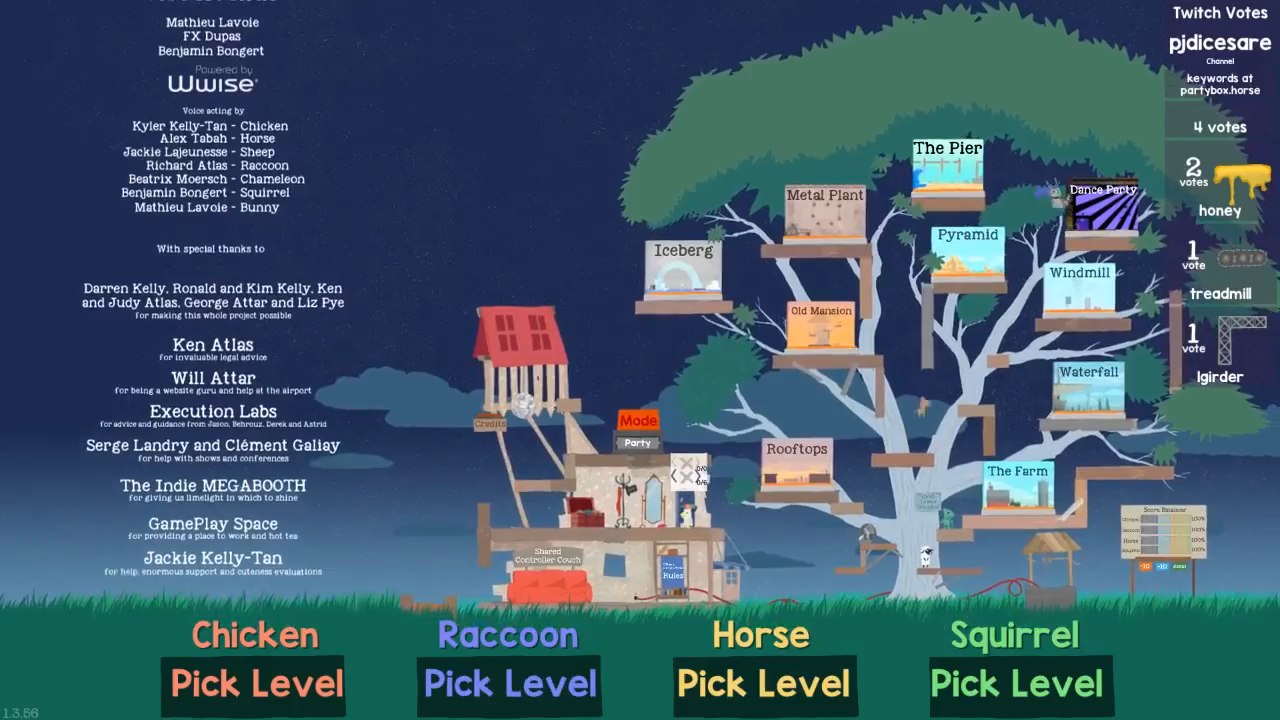 Mathieu Lavoie
FX Dupas
Benjamin Bongert
Powered by
Wwise
Voice acting by
Kyler Kelly-Tan - Chicken
Alex Tabah - Horse
Jackie Lajeunesse - Sheep
Richard Atlas - Raccoon
Beatrix Moersch - Chameleon
Benjamin Bongert - Squirrel
Mathieu Lavoie - Bunny
With special thanks to
Darren Kelly, Ronald and Kim Kelly, Ken
and Judy Atlas, George Attar and Liz Pye
for making this whole project possible
Ken Atlas
for invaluable legal advice
Will Attar
for being a website guru and help at the airport
Execution Labs
for advice and guidance from Jason, Behrouz, Derek and Astrid
Serge Landry and Clément Galiay
for help with shows and conferences
The Indie MEGABOOTH
for giving us limelight in which to shine
GamePlay Space
for providing a place to work and hot tea
Jackie Kelly-Tan
for help, enormous support and cuteness evaluations
The Pier
Metal Plant
Dance Party
Iceberg
Pyramid
Windmill
Old Mansion
Waterfall
Rooftops
The Farm
Credits
Mode
Party
0/0
Shared
Controller Couch
Rules
Score Balancer
100%
100%
100%
100%
Twitch Votes
pjdicesare
Channel
keywords at
partybox.horse
4 votes
2
votes
honey
1
vote
treadmill
1
vote
lgirder
Chicken
Pick Level
Raccoon
Pick Level
Horse
Pick Level
Squirrel
Pick Level
1.3.56